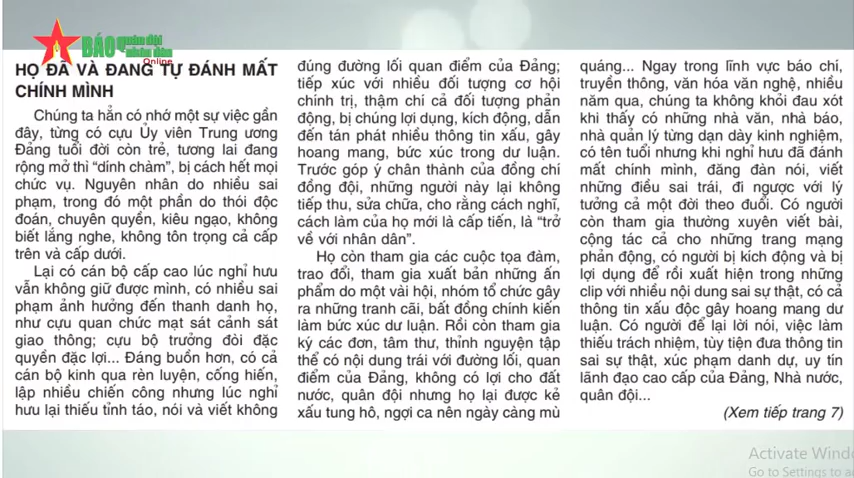 BÁO Quân đội nhân dân Online
HỌ ĐÃ VÀ ĐANG TỰ ĐÁNH MẤT
CHÍNH MÌNH
Chúng ta hẳn có nhớ một sự việc gần
đây, từng có cựu Ủy viên Trung ương
Đảng tuổi đời còn trẻ, tương lai đang
rộng mở thì “dính chàm”, bị cách hết mọi
chức vụ. Nguyên nhân do nhiều sai
phạm, trong đó một phần do thói độc
đoán, chuyên quyền, kiêu ngạo, không
biết lắng nghe, không tôn trọng cả cấp
trên và cấp dưới.
Lại có cán bộ cấp cao lúc nghỉ hưu
vẫn không giữ được mình, có nhiều sai
phạm ảnh hưởng đến thanh danh họ,
như cựu quan chức mạt sát cảnh sát
giao thông; cựu bộ trưởng đòi đặc
quyền đặc lợi... Đáng buồn hơn, có cả
cán bộ kinh qua rèn luyện, cống hiến,
lập nhiều chiến công nhưng lúc nghỉ
hưu lại thiếu tỉnh táo, nói và viết không
đúng đường lối quan điểm của Đảng;
tiếp xúc với nhiều đối tượng cơ hội
chính trị, thậm chí cả đối tượng phản
động, bị chúng lợi dụng, kích động, dẫn
đến tán phát nhiều thông tin xấu, gây
hoang mang, bức xúc trong dư luận.
Trước góp ý chân thành của đồng chí
đồng đội, những người này lại không
tiếp thu, sửa chữa, cho rằng cách nghĩ,
cách làm của họ mới là cấp tiến, là “trở
về với nhân dân”.
Họ còn tham gia các cuộc tọa đàm,
trao đổi, tham gia xuất bản những ấn
phẩm do một vài hội, nhóm tổ chức gây
ra những tranh cãi, bất đồng chính kiến
làm bức xúc dư luận. Rồi còn tham gia
ký các đơn, tâm thư, thỉnh nguyện tập
thể có nội dung trái với đường lối, quan
điểm của Đảng, không có lợi cho đất
nước, quân đội nhưng họ lại được kẻ
xấu tung hô, ngợi ca nên ngày càng mù
quáng... Ngay trong lĩnh vực báo chí,
truyền thông, văn hóa văn nghệ, nhiều
năm qua, chúng ta không khỏi đau xót
khi thấy có những nhà văn, nhà báo,
nhà quản lý từng dạn dày kinh nghiệm,
có tên tuổi nhưng khi nghỉ hưu đã đánh
mất chính mình, đăng đàn nói, viết
những điều sai trái, đi ngược với lý
tưởng cả một đời theo đuổi. Có người
còn tham gia thường xuyên viết bài,
cộng tác cả cho những trang mạng
phản động, có người bị kích động và bị
lợi dụng để rồi xuất hiện trong những
clip với nhiều nội dung sai sự thật, có cả
thông tin xấu độc gây hoang mang dư
luận. Có người để lại lời nói, việc làm
thiếu trách nhiệm, tùy tiện đưa thông tin
sai sự thật, xúc phạm danh dự, uy tín
lãnh đạo cao cấp của Đảng, Nhà nước,
quân đội...
(Xem tiếp trang 7)
Activate Wind
Go to Settings to a